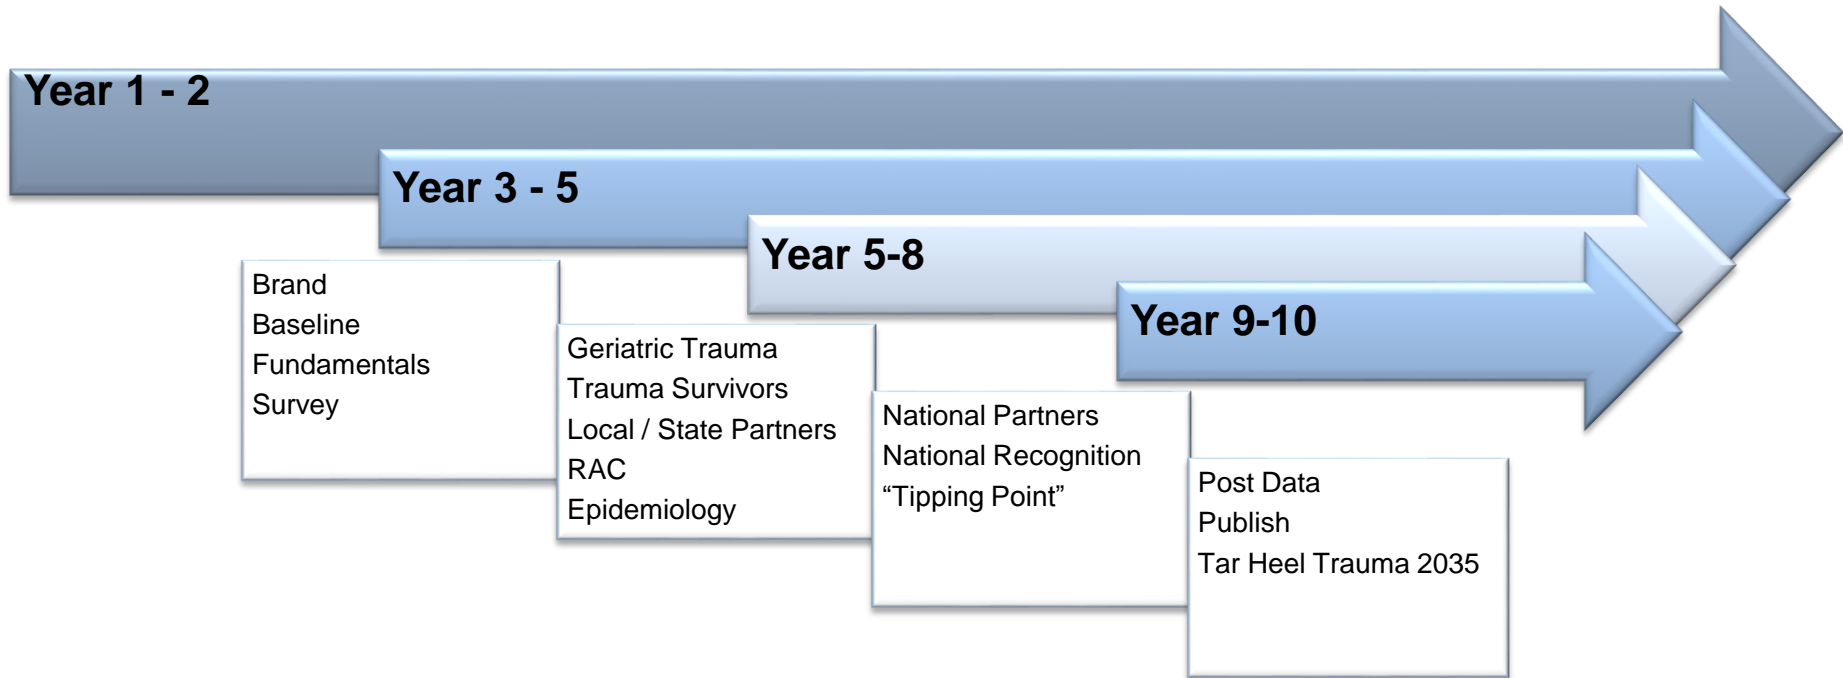 Year 1 - 2
Year 3 - 5
Year 5-8
Year 9-10
Brand
Baseline
Fundamentals
Survey
Geriatric Trauma
Trauma Survivors
Local / State Partners
RAC
Epidemiology
National Partners
National Recognition
“Tipping Point”
Post Data
Publish
Tar Heel Trauma 2035